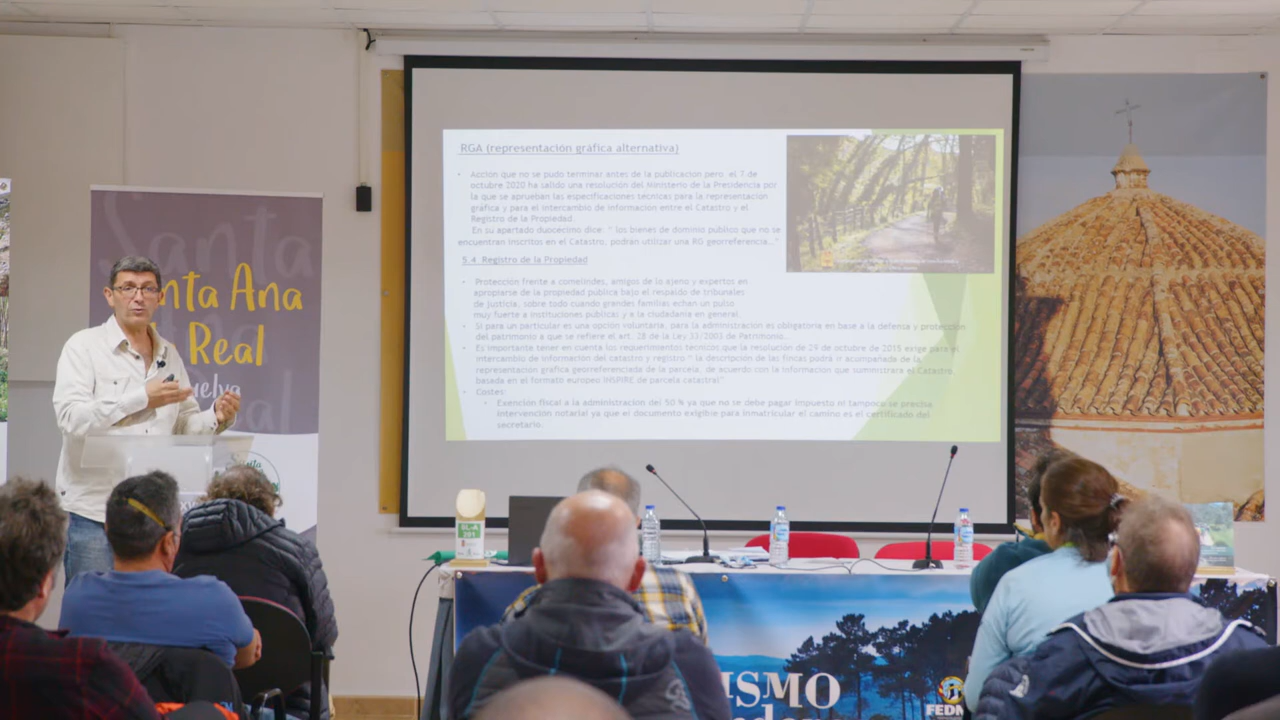 Santa
nta Ana
Real
uelva
RGA (representación gráfica alternativa)
• Acción que no se pudo terminar antes de la publicación pero el 7 de
octubre 2020 ha salido una resolución del Ministerio de la Presidencia por
la que se aprueban las especificaciones técnicas para la representación
gráfica y para el intercambio de información entre el Catastro y el
Registro de la Propiedad.
En su apartado duocécimo dice: " los bienes de dominio público que no se
encuentran inscritos en el Catastro, podrán utilizar una RG georreferencia..."
5.4 Registro de la Propiedad
• Protección frente a comelindes, amigos de lo ajeno y expertos en
apropiarse de la propiedad pública bajo el respaldo de tribunales
de justicia, sobre todo cuando grandes familias echan un pulso
muy fuerte a instituciones públicas y a la ciudadanía en general.
• Si para un particular es una opción voluntaria, para la administración es obligatoria en base a la defensa y protección
del patrimonio a que se refiere el art. 28 de la Ley 33/2003 de Patrimonio...
• Es importante tener en cuenta los requerimientos técnicos que la resolución de 29 octubre de 2015 exige para el
intercambio de información del catastro y registro " la descripción de las fincas podrá ir acompañada de la
representación gráfica georreferenciada de la parcela, de acuerdo con la información que suministrará el Catastro
basada en el formato europeo INSPIRE de parcela catastral"
• Costes:
• Exención fiscal a la administración del 50 % ya que no se debe pagar impuesto ni tampoco se precisa
intervención notarial ya que el documento exigible para inmatricular el camino es el certificado del
secretario.
ISMO
FEDM